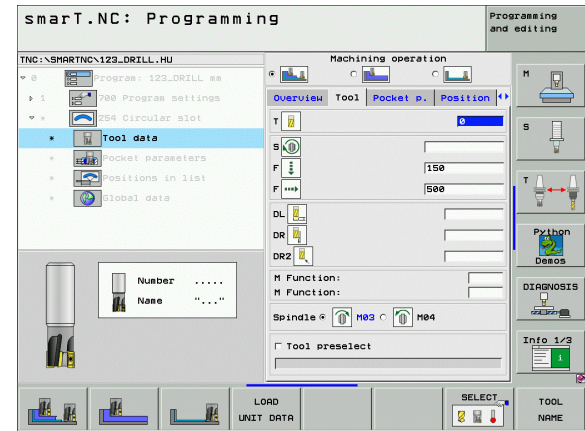 smarT.NC: Programming
Programming
and editing
TNC:\SMARTNC\123_DRILL.HU
Machining operation
0 Program: 123_DRILL mm
1 700 Program settings
* 254 Circular slot
* Tool data
* Pocket parameters
* Positions in list
* Global data
Overview Tool Pocket p. Position
T 0
S
F 150
F 500
DL
DR
DR2
M Function:
M Function:
Spindle M03 M04
Tool preselect
Number .....
Name "..."
M
S
T
Python
Demos
DIAGNOSIS
Info 1/3
i
LOAD
UNIT DATA
SELECT
TOOL
NAME